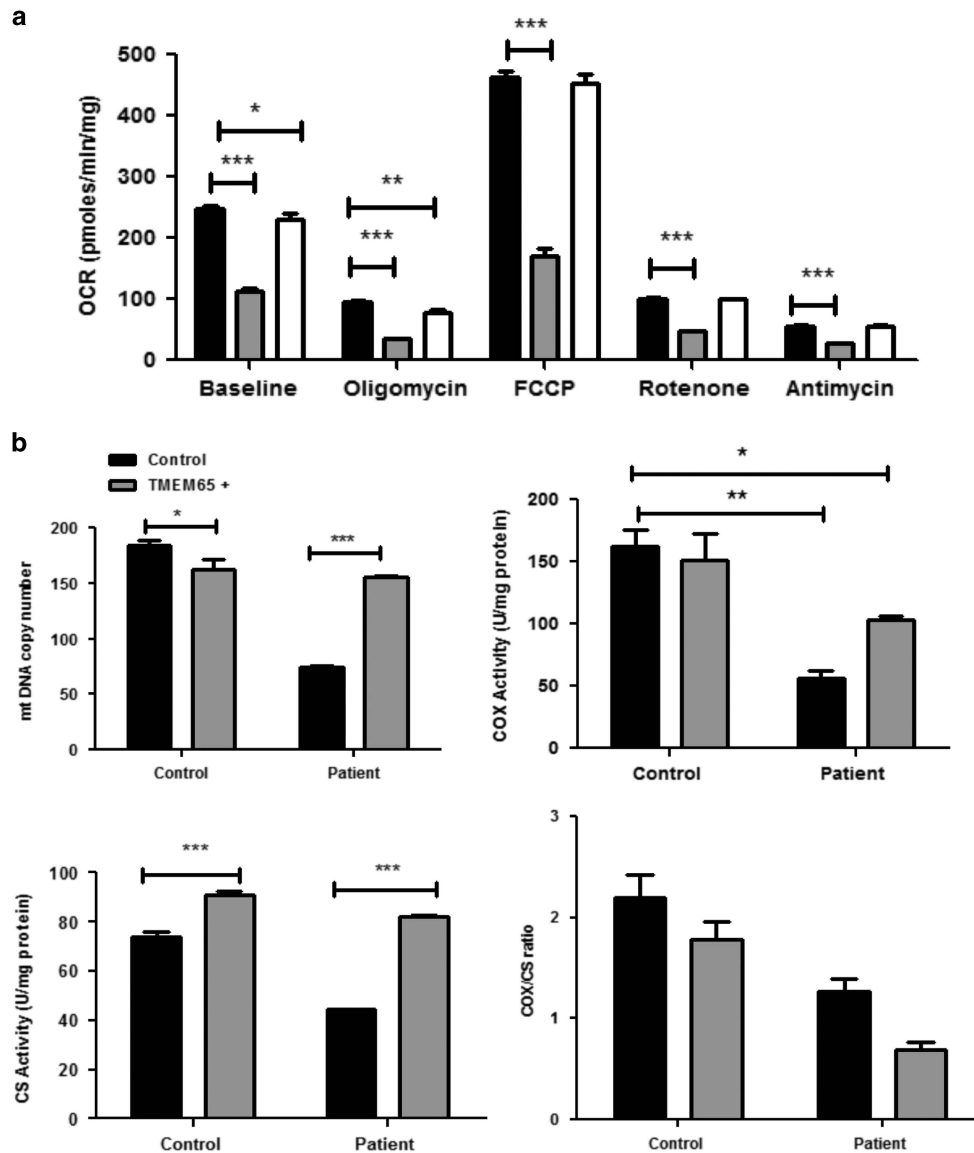 a
OCR (pmoles/min/mg)
500
400
300
200
100
0
*
***
**
***
***
***
***
Baseline Oligomycin FCCP Rotenone Antimycin
b
Control
TMEM65 +
mt DNA copy number
200
150
100
50
0
*
***
Control Patient
COX Activity (U/mg protein)
200
150
100
50
0
*
**
Control Patient
CS Activity (U/mg protein)
100
80
60
40
20
0
***
***
Control Patient
COX/CS ratio
3
2
1
0
Control Patient